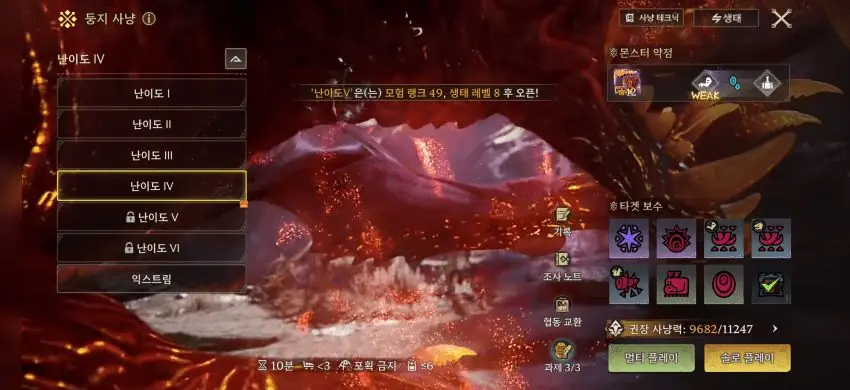 둥지 사냥
사냥 테크닉
생태
난이도 IV
난이도 I
난이도 II
난이도 III
난이도 IV
난이도 V
난이도 VI
익스트림
'난이도V'은(는) 모험 랭크 49, 생태 레벨 8 후 오픈!
몬스터 약점
12
WEAK
타겟 보수
기록
조사 노트
협동 교환
과제 3/3
10분
<3
포획 금지
≤6
권장 사냥력: 9682/11247
멀티 플레이
솔로 플레이